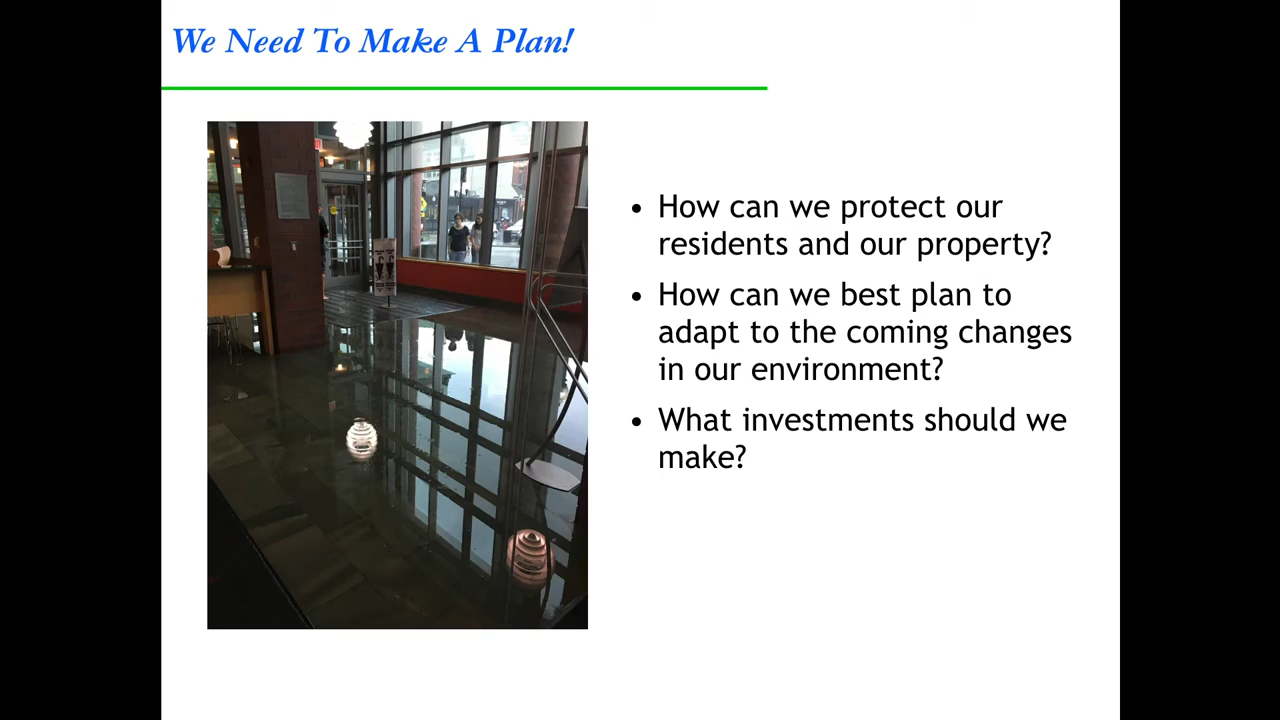 We Need To Make A Plan!
• How can we protect our
residents and our property?
• How can we best plan to
adapt to the coming changes
in our environment?
• What investments should we
make?